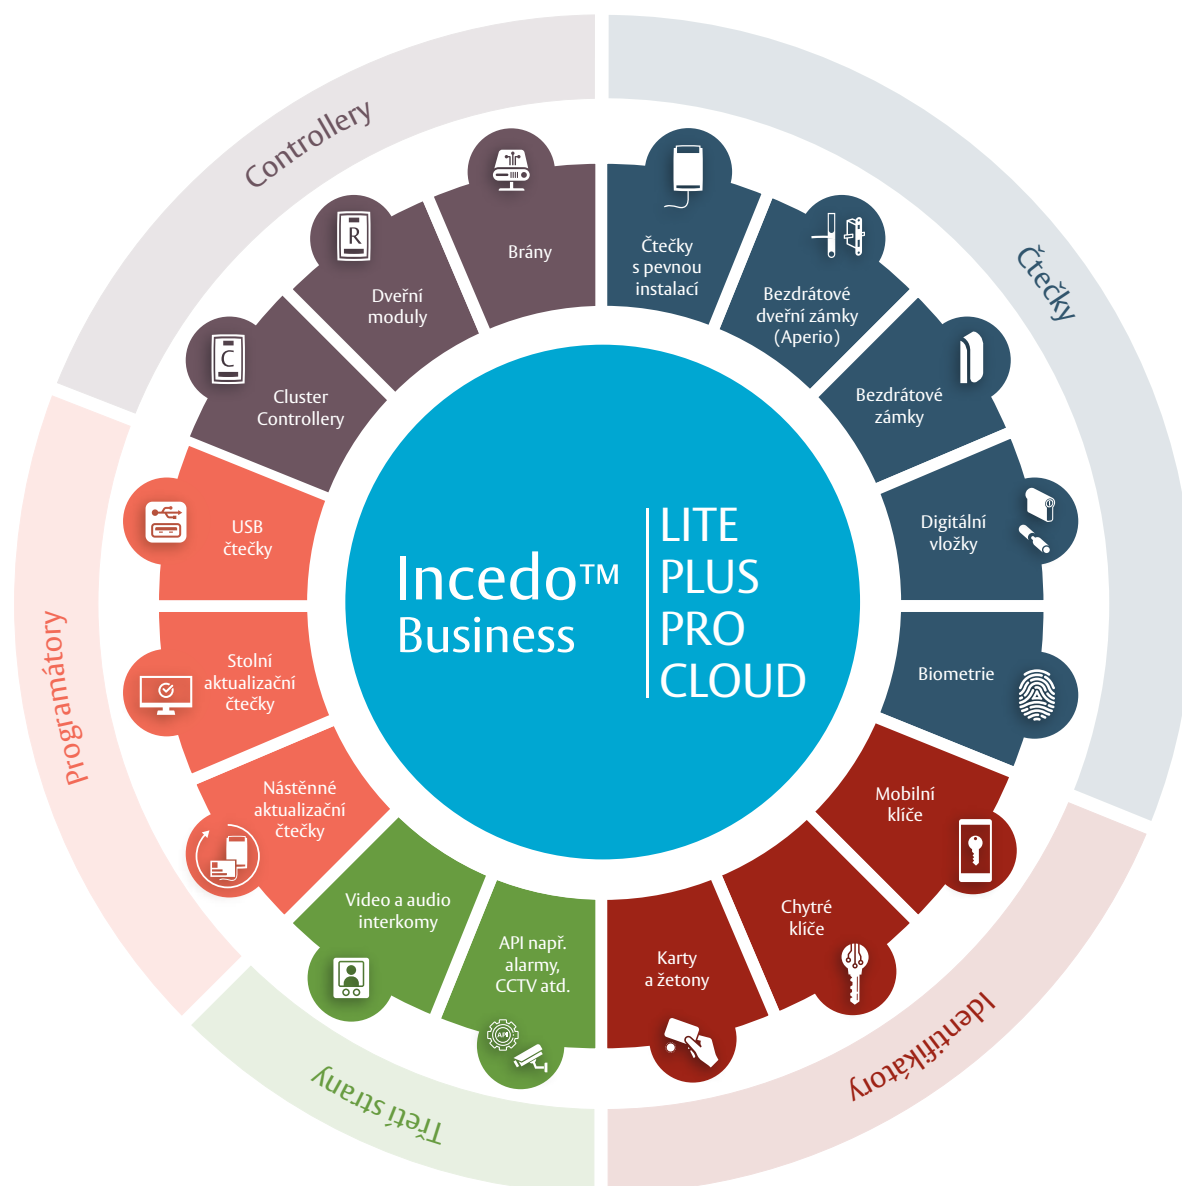 Controllery
Čtečky
Identifikátory
Třetí strany
Programátory
Brány
Čtečky
s pevnou
instalací
Bezdrátové
dveřní zámky
(Aperio)
Bezdrátové
zámky
Digitální
vložky
Biometrie
Mobilní
klíče
Chytré
klíče
Karty
a žetony
API např.
alarmy,
CCTV atd.
API
Video a audio
interkomy
Nástěnné
aktualizační
čtečky
Stolní
aktualizační
čtečky
USB
čtečky
Cluster
Controllery
C
Dveřní
moduly
R
Incedo™
Business
LITE
PLUS
PRO
CLOUD